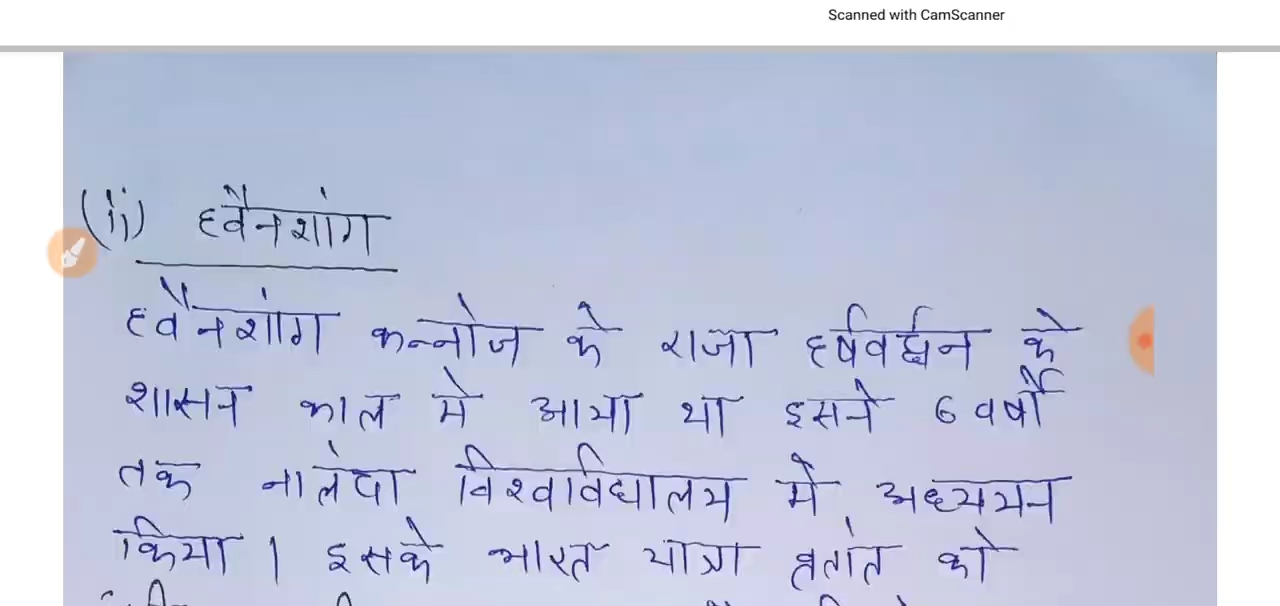 Scanned with CamScanner
(ii) ह्वैनशांग
ह्वैनशांग कन्नोज के राजा हर्षवर्धन के
शासन काल मे आया था इसने 6 वर्षों
तक नालंदा विश्वविद्यालय में अध्ययन
किया । इसके भारत यात्रा व्रतांत को